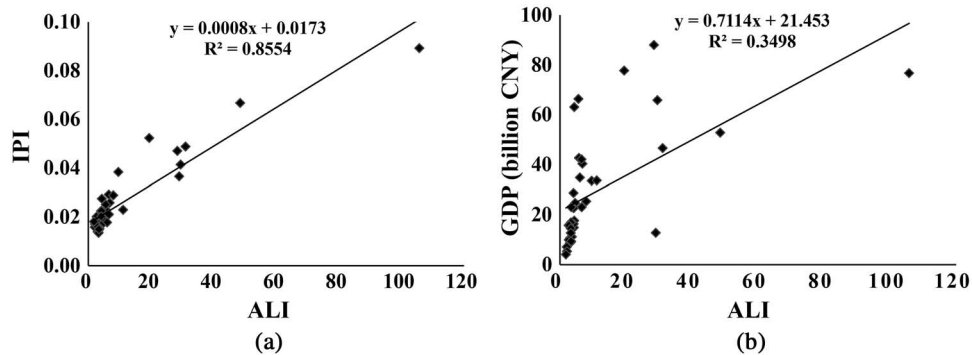 0.10
0.08
0.06
0.04
0.02
0.00
IPI
y = 0.0008x + 0.0173
R² = 0.8554
0 20 40 60 80 100 120
ALI
(a)
100
80
60
40
20
0
GDP (billion CNY)
y = 0.7114x + 21.453
R² = 0.3498
0 20 40 60 80 100 120
ALI
(b)